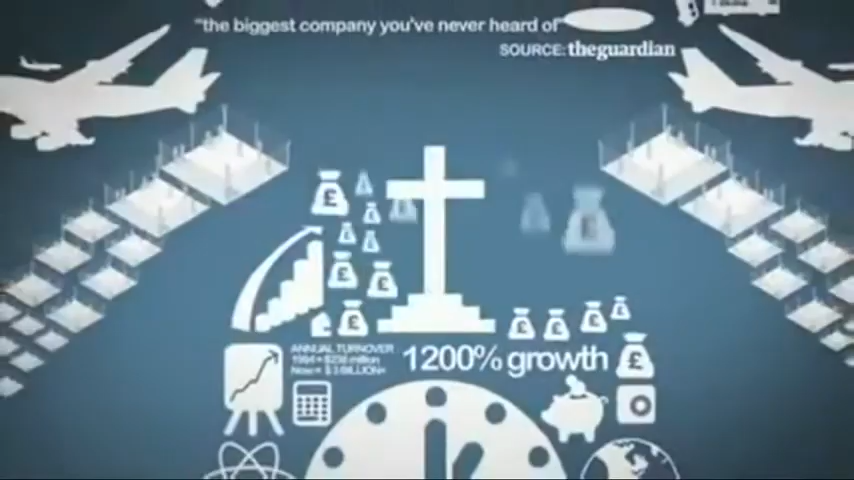 "the biggest company you've never heard of"
SOURCE: theguardian
£
£
£
£
£
£
£
£
£
ANNUAL TURNOVER
1200% growth